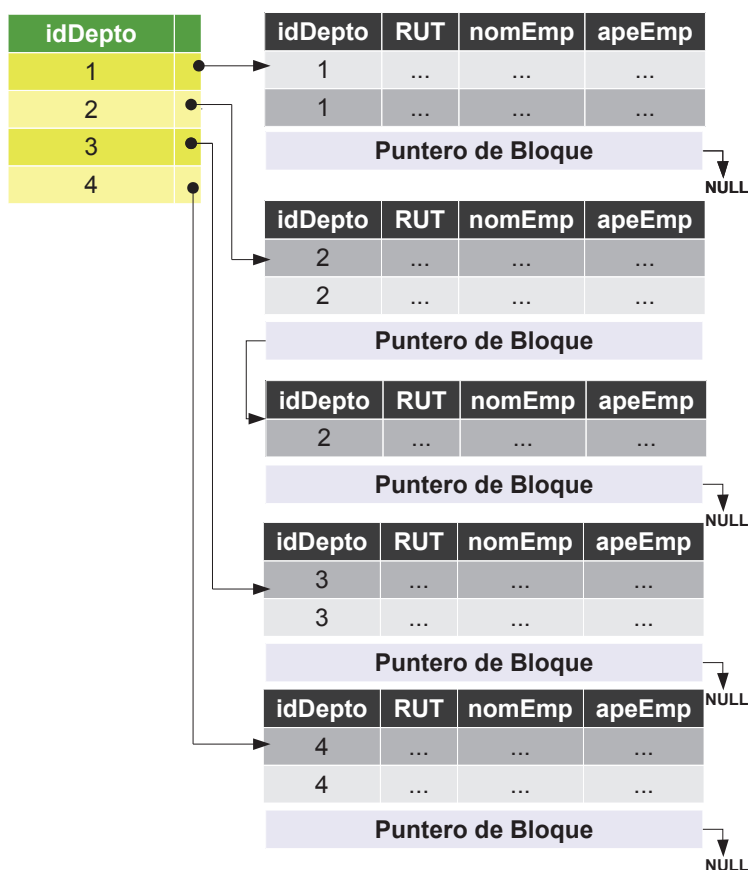 idDepto
1
2
3
4
idDepto RUT nomEmp apeEmp
1 ... ... ...
1 ... ... ...
Puntero de Bloque
NULL
idDepto RUT nomEmp apeEmp
2 ... ... ...
2 ... ... ...
Puntero de Bloque
idDepto RUT nomEmp apeEmp
2 ... ... ...
Puntero de Bloque
NULL
idDepto RUT nomEmp apeEmp
3 ... ... ...
3 ... ... ...
Puntero de Bloque
NULL
idDepto RUT nomEmp apeEmp
4 ... ... ...
4 ... ... ...
Puntero de Bloque
NULL